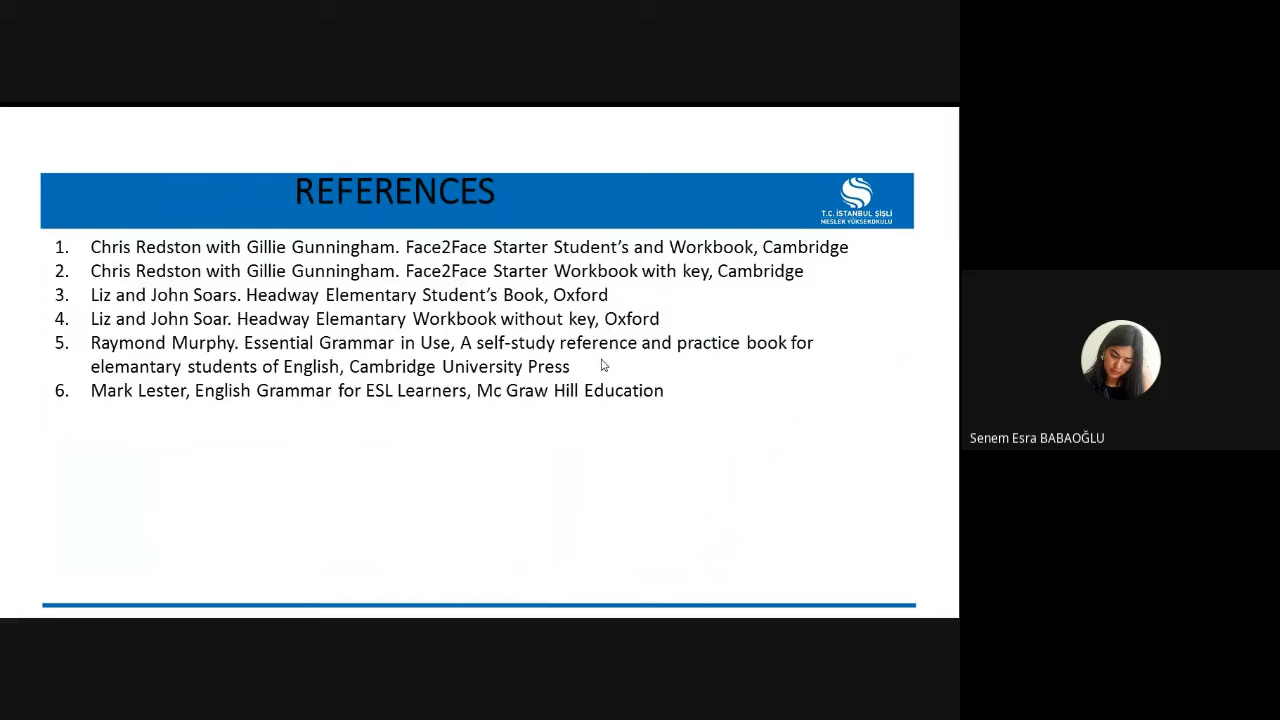 REFERENCES
T.C. İSTANBUL ŞİŞLİ
MESLEK YÜKSEKOKULU
1. Chris Redston with Gillie Gunningham. Face2Face Starter Student’s and Workbook, Cambridge
2. Chris Redston with Gillie Gunningham. Face2Face Starter Workbook with key, Cambridge
3. Liz and John Soars. Headway Elementary Student’s Book, Oxford
4. Liz and John Soar. Headway Elemantary Workbook without key, Oxford
5. Raymond Murphy. Essential Grammar in Use, A self-study reference and practice book for
elemantary students of English, Cambridge University Press
6. Mark Lester, English Grammar for ESL Learners, Mc Graw Hill Education
Senem Esra BABAOĞLU